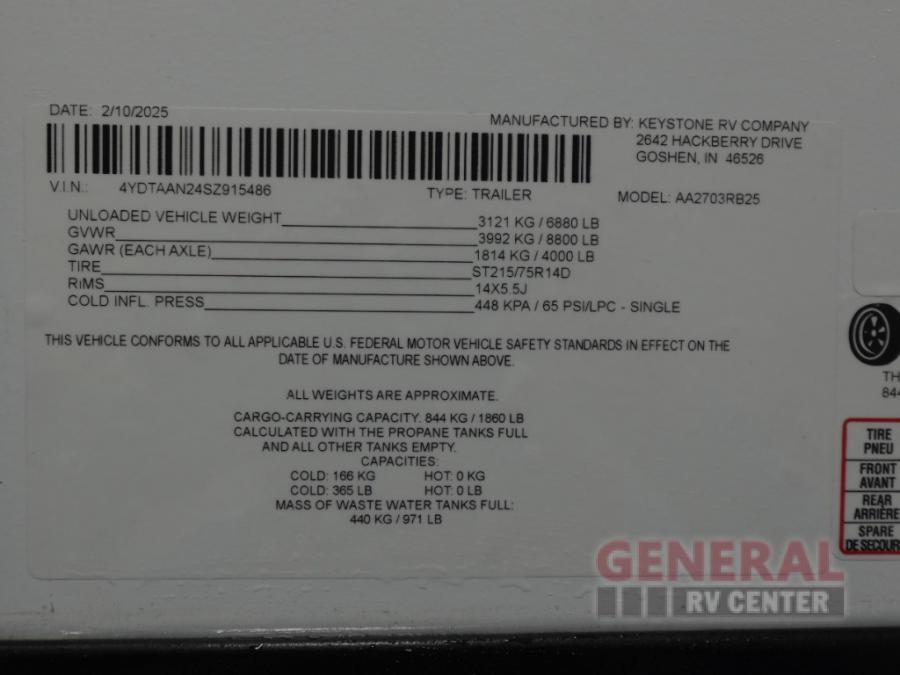 DATE: 2/10/2025
MANUFACTURED BY: KEYSTONE RV COMPANY
2642 HACKBERRY DRIVE
GOSHEN, IN 46526
V.I.N.: 4YDTAAN24SZ915486 TYPE: TRAILER MODEL: AA2703RB25
UNLOADED VEHICLE WEIGHT 3121 KG / 6880 LB
GVWR 3992 KG / 8800 LB
GAWR (EACH AXLE) 1814 KG / 4000 LB
TIRE ST215/75R14D
RIMS 14X5.5J
COLD INFL. PRESS 448 KPA / 65 PSI/LPC - SINGLE
THIS VEHICLE CONFORMS TO ALL APPLICABLE U.S. FEDERAL MOTOR VEHICLE SAFETY STANDARDS IN EFFECT ON THE
DATE OF MANUFACTURE SHOWN ABOVE.
ALL WEIGHTS ARE APPROXIMATE.
CARGO-CARRYING CAPACITY: 844 KG / 1860 LB
CALCULATED WITH THE PROPANE TANKS FULL
AND ALL OTHER TANKS EMPTY.
CAPACITIES:
COLD: 166 KG HOT: 0 KG
COLD: 365 LB HOT: 0 LB
MASS OF WASTE WATER TANKS FULL:
440 KG / 971 LB
TH
844
TIRE
PNEU
FRONT
AVANT
REAR
ARRIÈRE
SPARE
DE SECOURS
GENERAL
RV CENTER